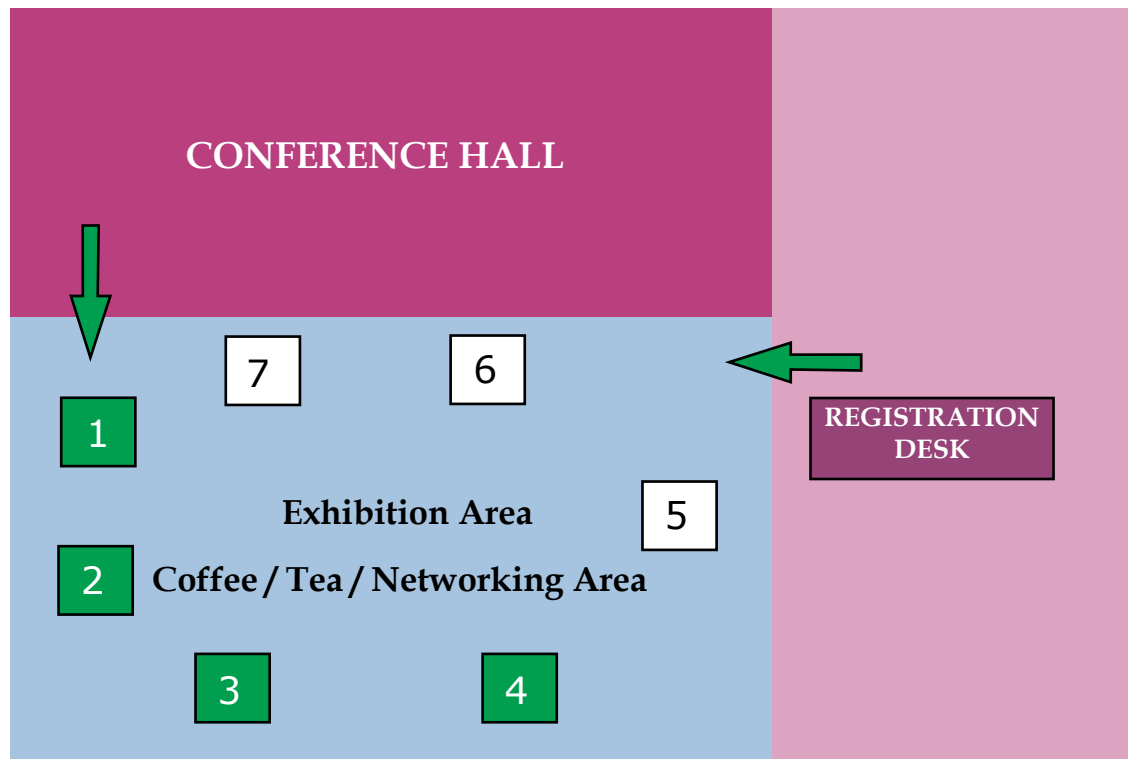 CONFERENCE HALL
7
6
1
REGISTRATION
DESK
Exhibition Area
5
2
Coffee / Tea / Networking Area
3
4